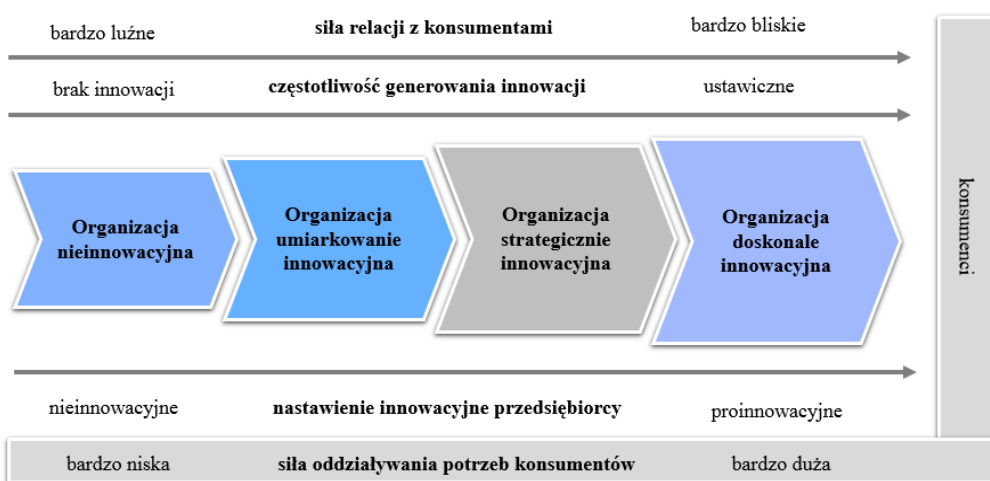 bardzo luźne siła relacji z konsumentami bardzo bliskie
brak innowacji częstotliwość generowania innowacji ustawiczne
Organizacja
nieinnowacyjna
Organizacja
umiarkowanie
innowacyjna
Organizacja
strategicznie
innowacyjna
Organizacja
doskonale
innowacyjna
konsumenci
nieinnowacyjne nastawienie innowacyjne przedsiębiorcy proinnowacyjne
bardzo niska siła oddziaływania potrzeb konsumentów bardzo duża